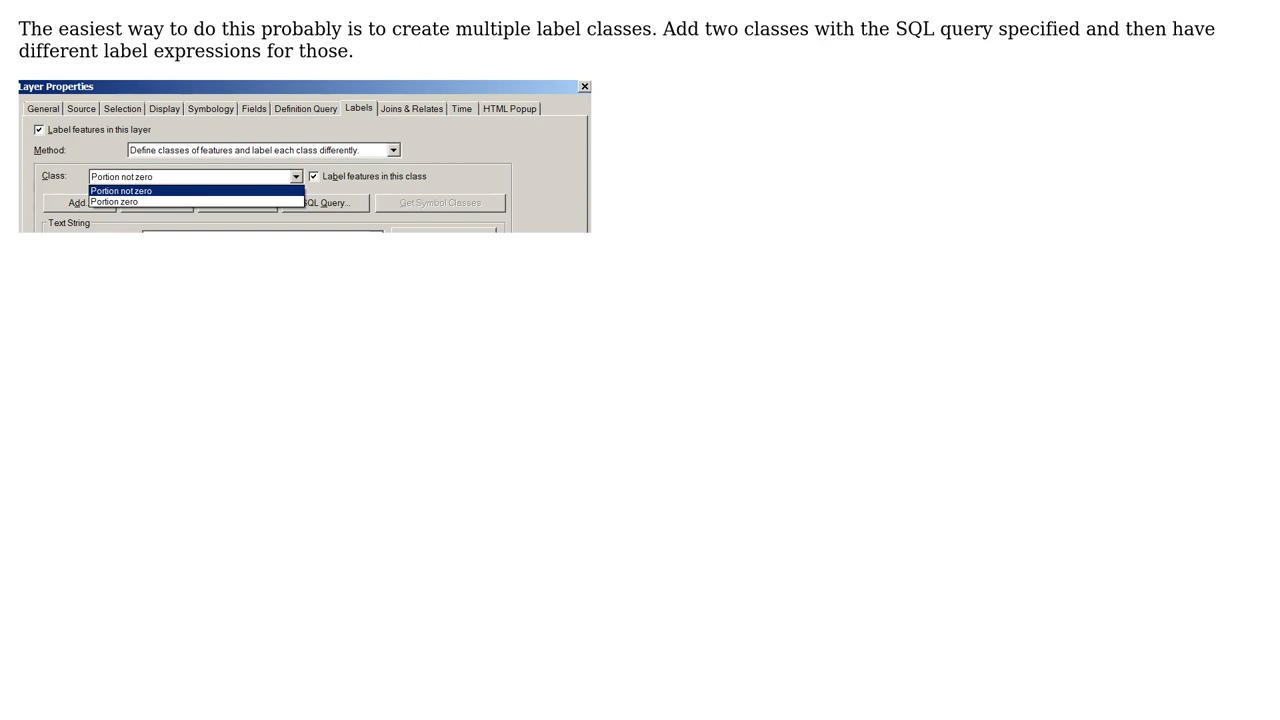 The easiest way to do this probably is to create multiple label classes. Add two classes with the SQL query specified and then have
different label expressions for those.
Layer Properties
General Source Selection Display Symbology Fields Definition Query Labels Joins & Relates Time HTML Popup
Label features in this layer
Method: Define classes of features and label each class differently.
Class: Portion not zero Label features in this class
Portion not zero
Portion zero
Add Query... Get Symbol Classes
Text String